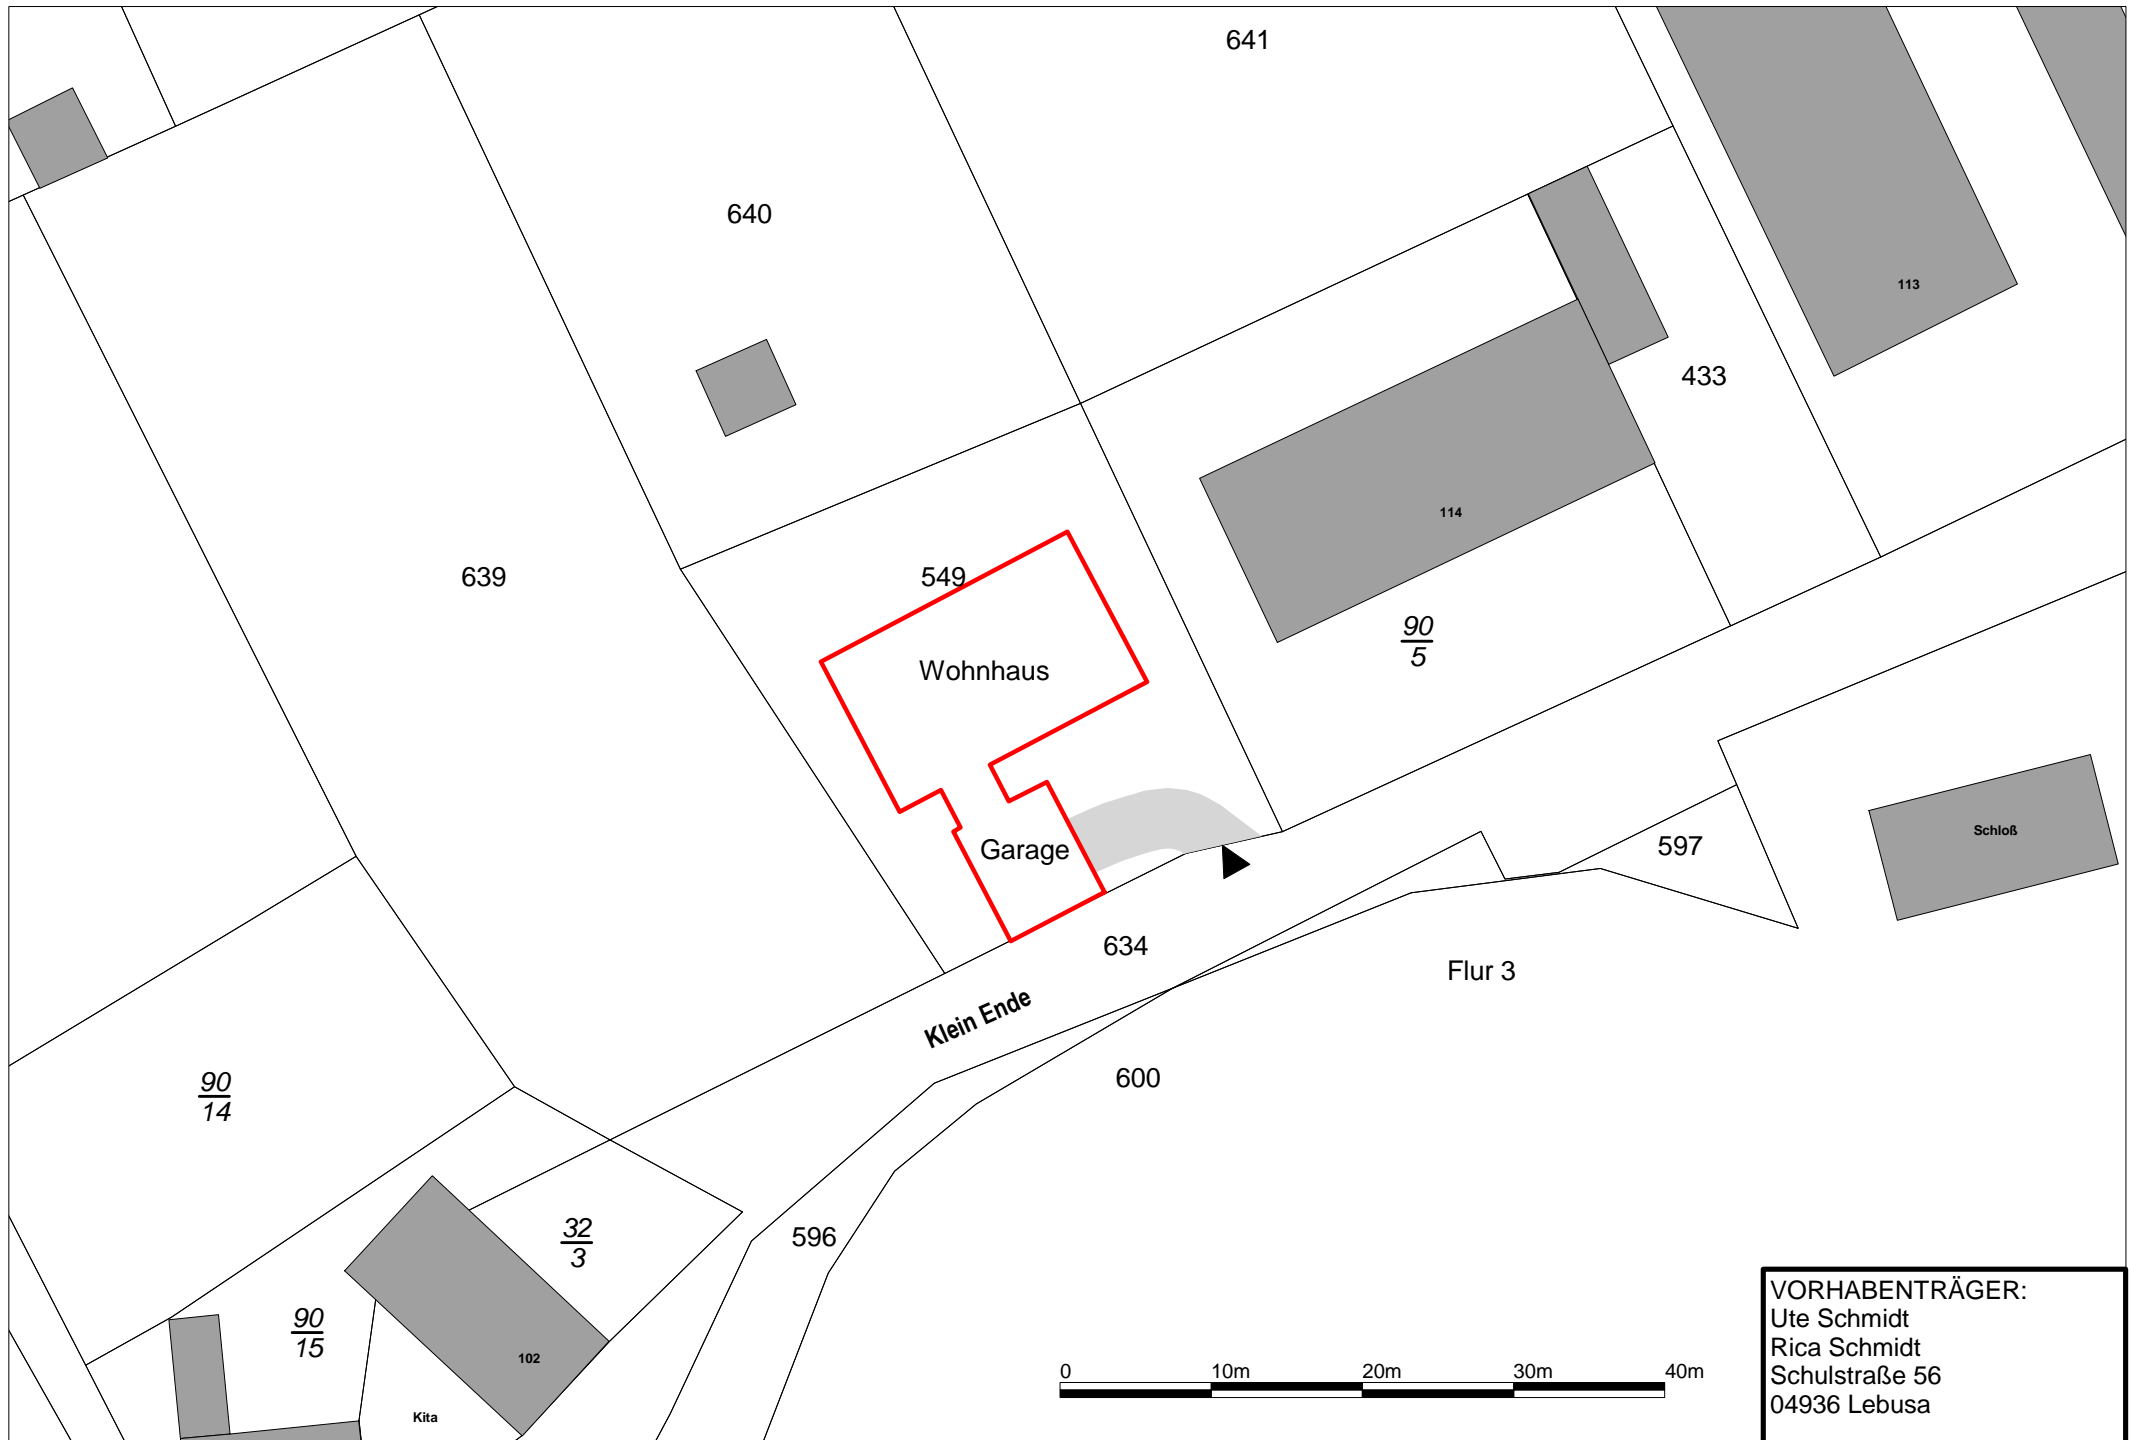 641
640
113
433
114
549
639
90
5
Wohnhaus
Garage
Schloß
597
634
Flur 3
Klein Ende
600
90
14
596
32
3
90
15
102
Kita
0 10m 20m 30m 40m
VORHABENTRÄGER:
Ute Schmidt
Rica Schmidt
Schulstraße 56
04936 Lebusa